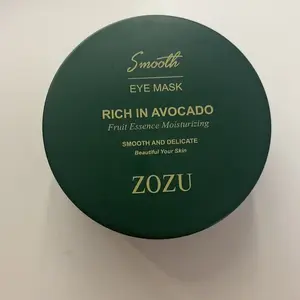 Smooth
EYE MASK
RICH IN AVOCADO
Fruit Essence Moisturizing
SMOOTH AND DELICATE
Beautiful Your Skin
ZOZU